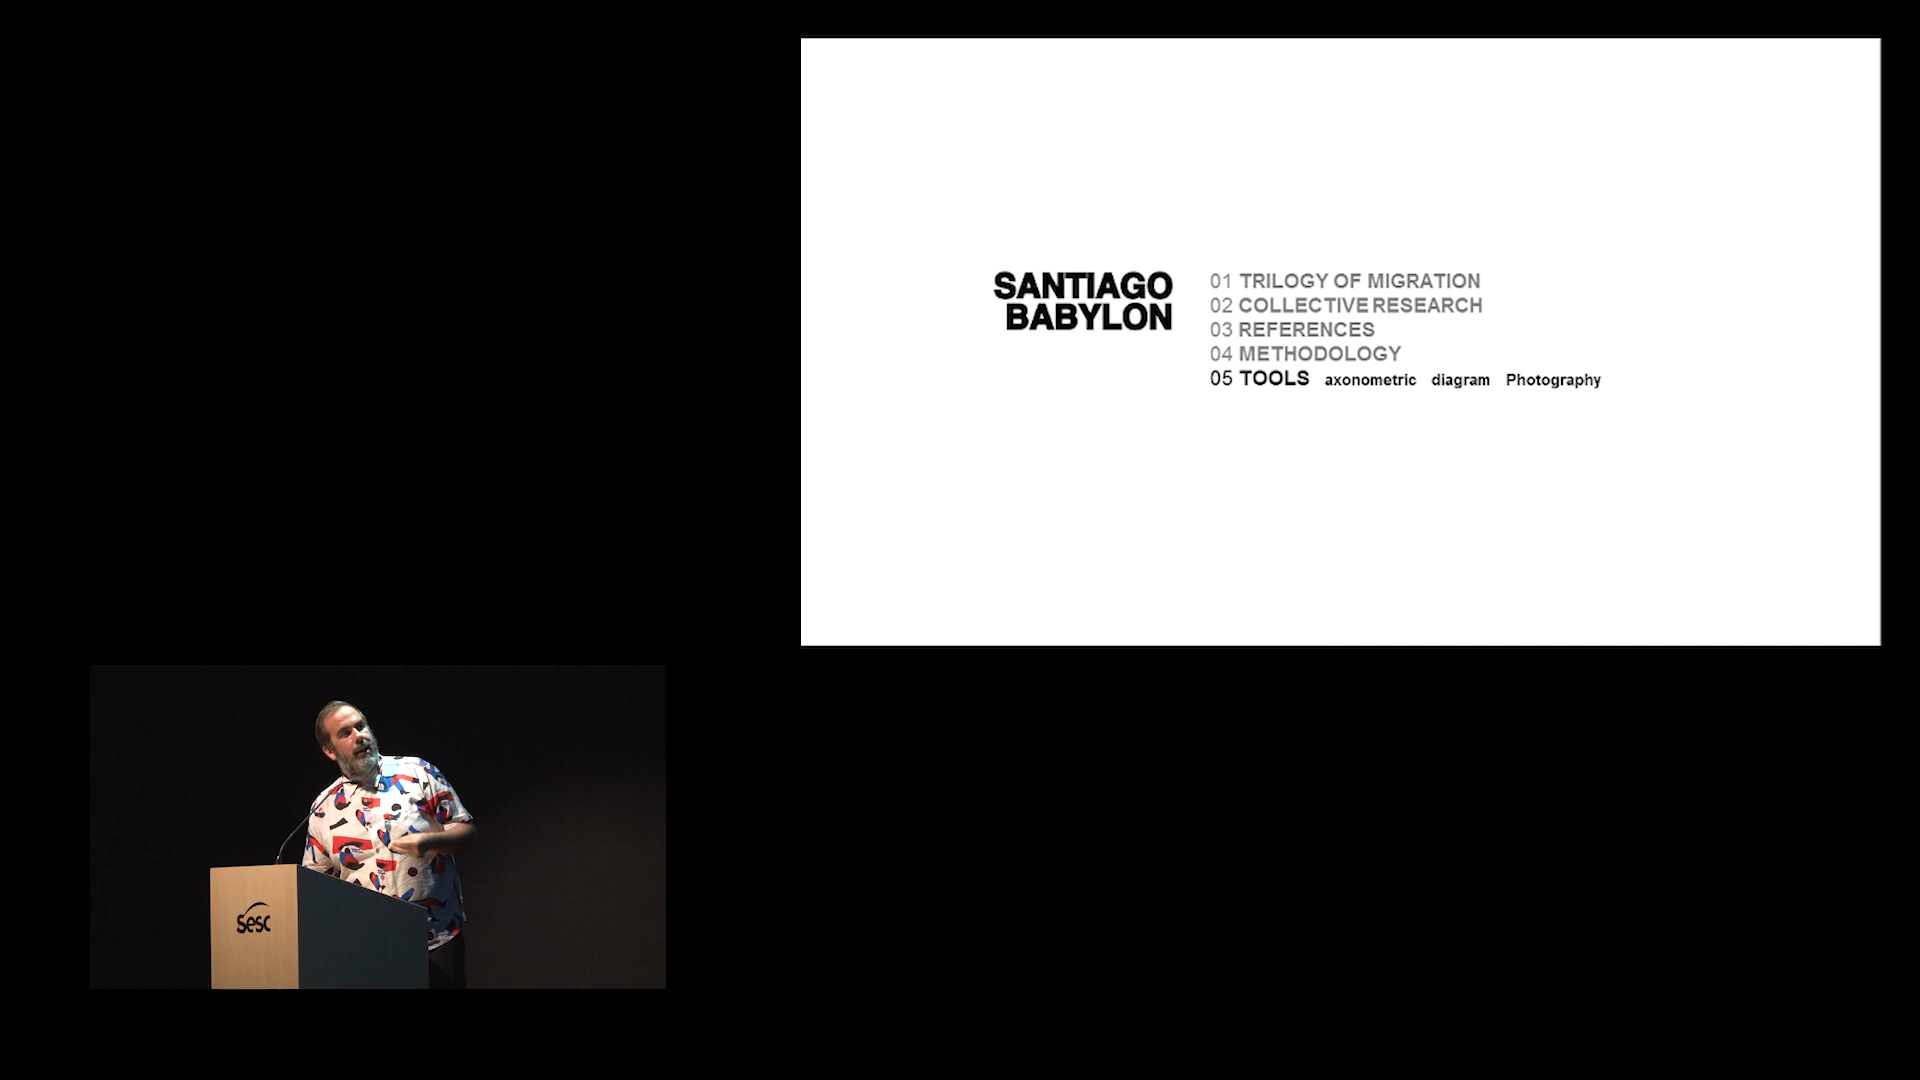 SANTIAGO
BABYLON
01 TRILOGY OF MIGRATION
02 COLLECTIVE RESEARCH
03 REFERENCES
04 METHODOLOGY
05 TOOLS axonometric diagram Photography
Sesc